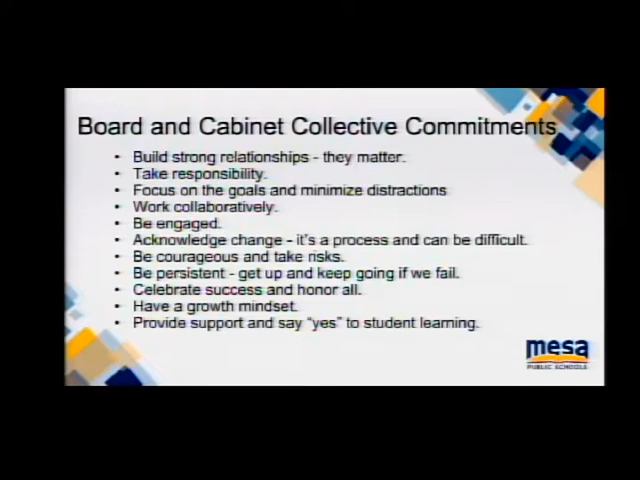 Board and Cabinet Collective Commitments
• Build strong relationships - they matter.
• Take responsibility.
• Focus on the goals and minimize distractions
• Work collaboratively.
• Be engaged.
• Acknowledge change - it's a process and can be difficult.
• Be courageous and take risks.
• Be persistent - get up and keep going if we fail.
• Celebrate success and honor all.
• Have a growth mindset.
• Provide support and say “yes” to student learning.
mesa
PUBLIC SCHOOLS